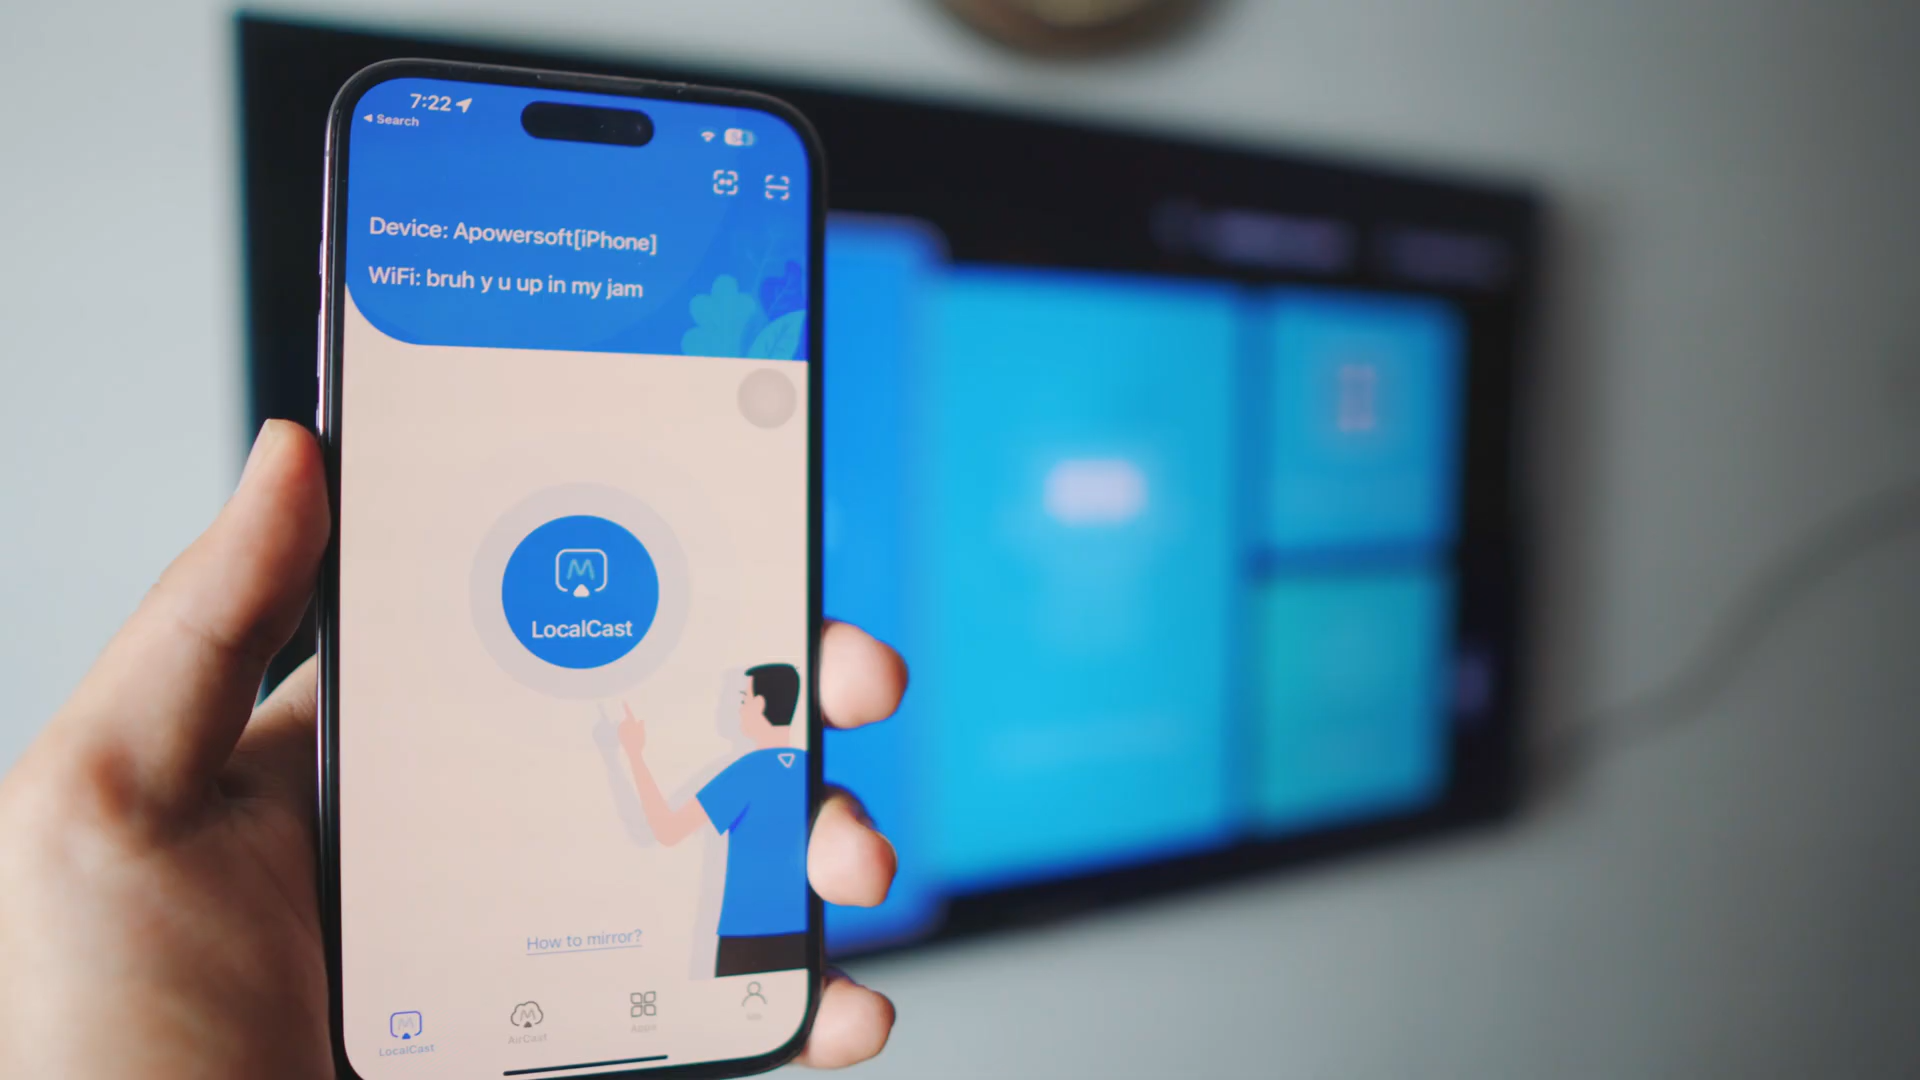 7:22
◀ Search
Device: Apowersoft[iPhone]
WiFi: bruh y u up in my jam
LocalCast
How to mirror?
LocalCast
AirCast
Apps
Me